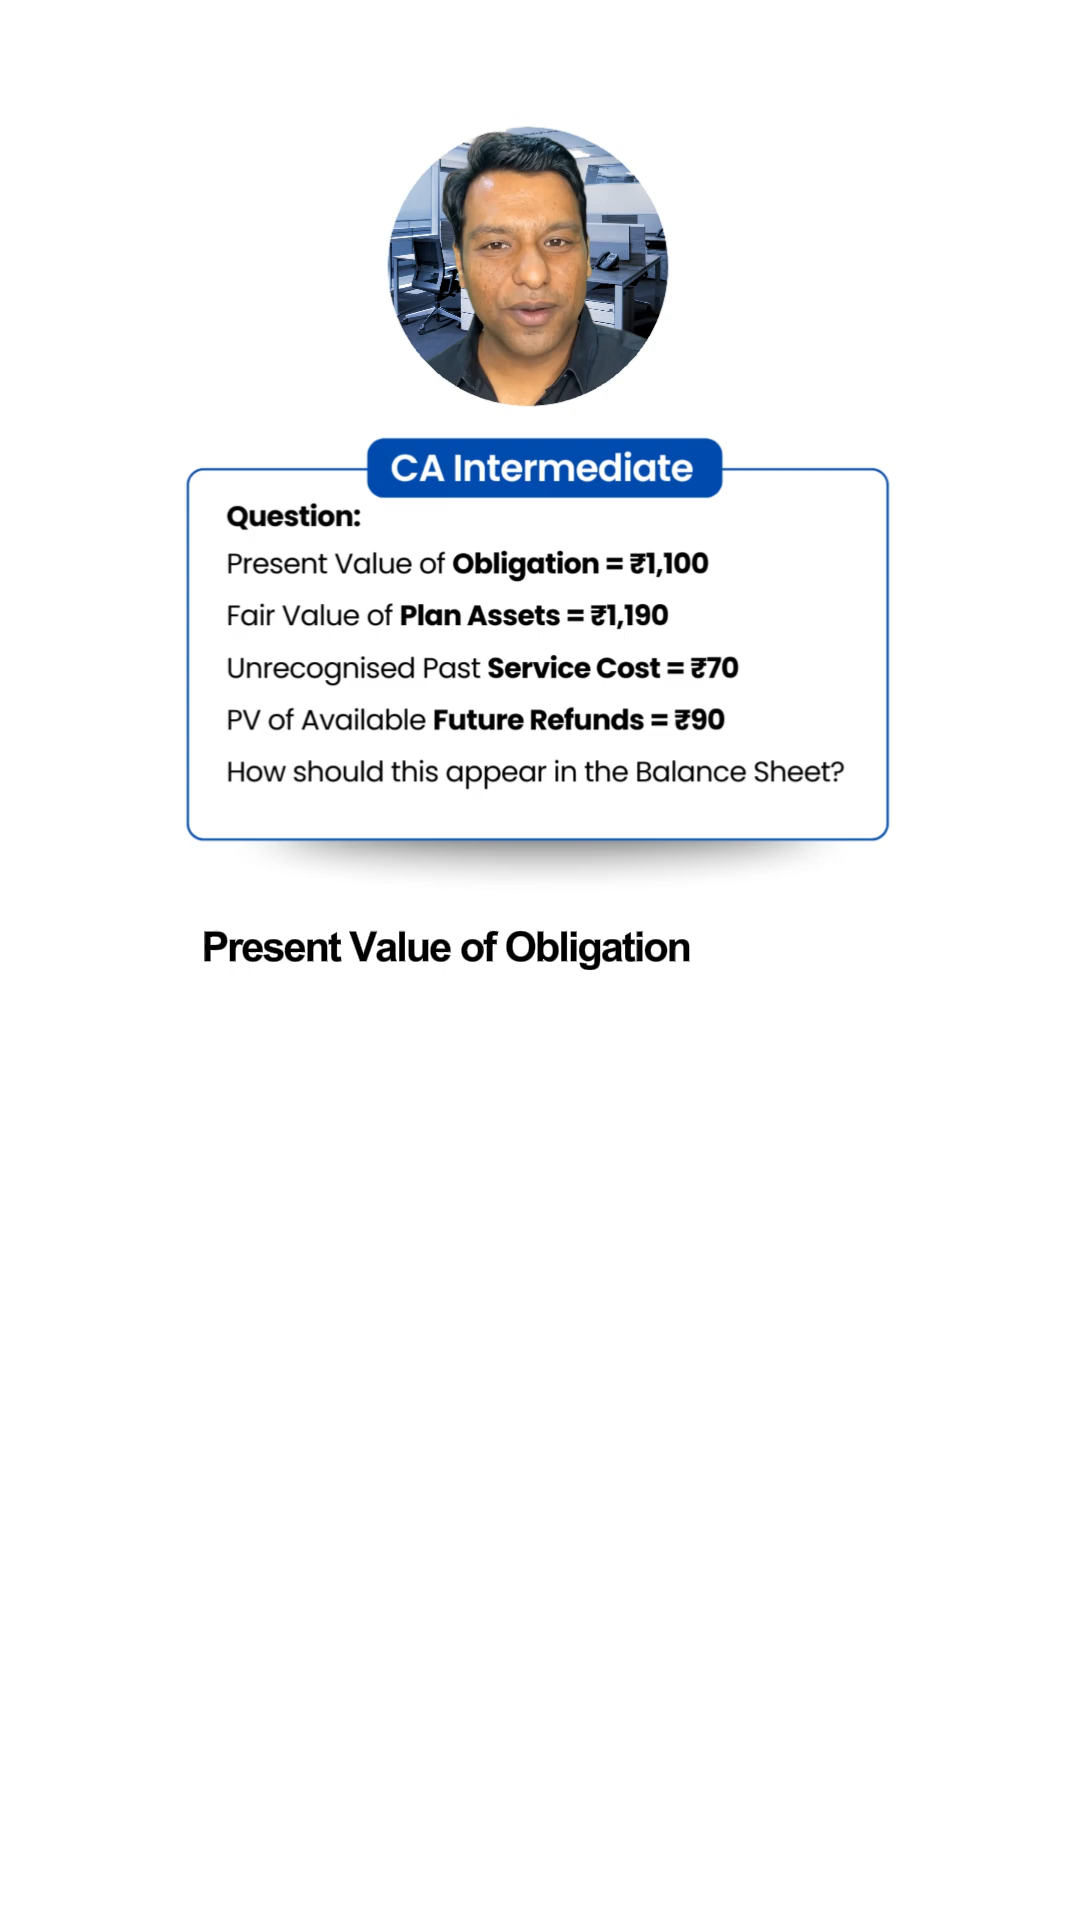 CA Intermediate
Question:
Present Value of Obligation = ₹1,100
Fair Value of Plan Assets = ₹1,190
Unrecognised Past Service Cost = ₹70
PV of Available Future Refunds = ₹90
How should this appear in the Balance Sheet?
Present Value of Obligation